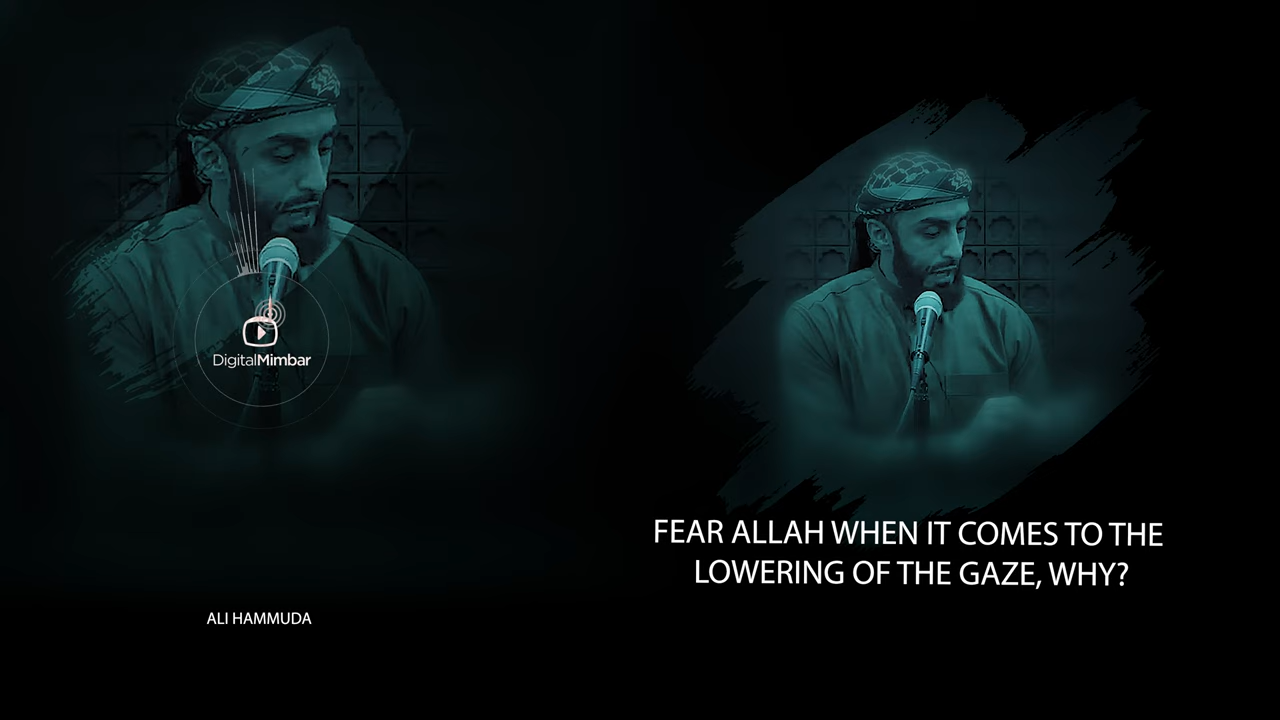 DigitalMimbar
ALI HAMMUDA
FEAR ALLAH WHEN IT COMES TO THE
LOWERING OF THE GAZE, WHY?